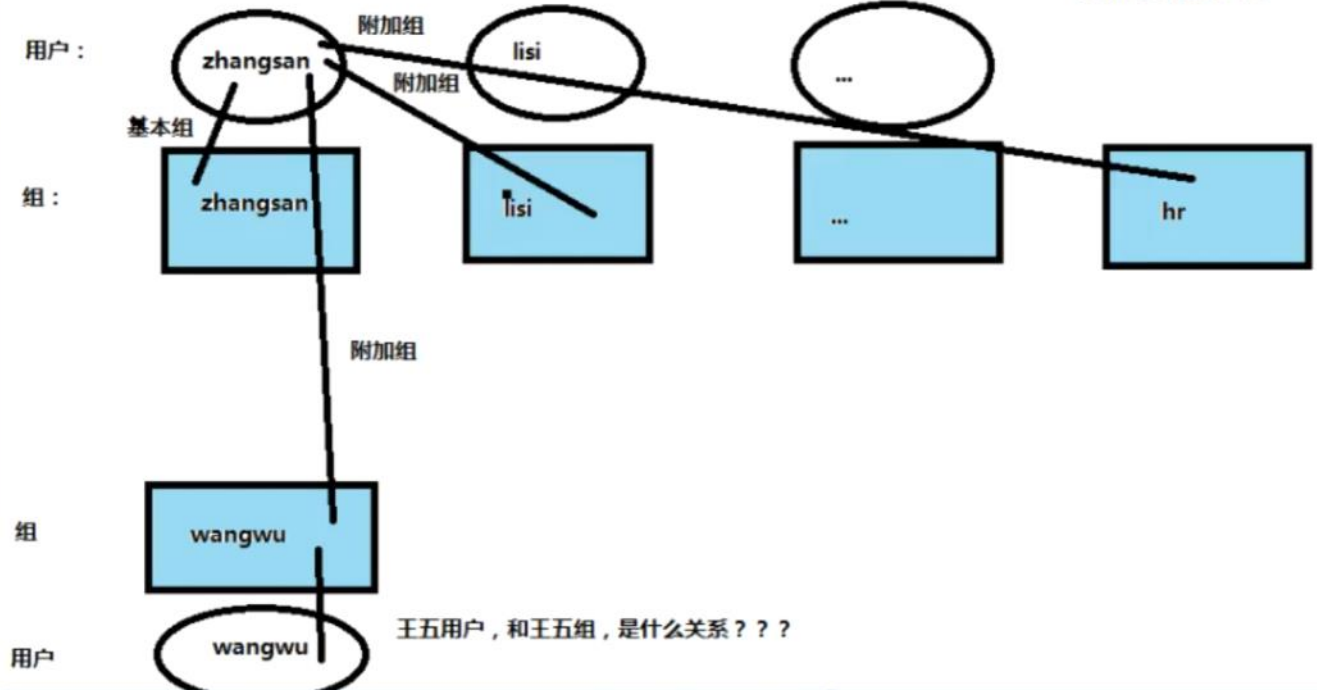 附加组
用户：
zhangsan
lisi
...
附加组
基本组
组：
zhangsan
lisi
...
hr
附加组
组
wangwu
王五用户，和王五组，是什么关系？？？
用户
wangwu